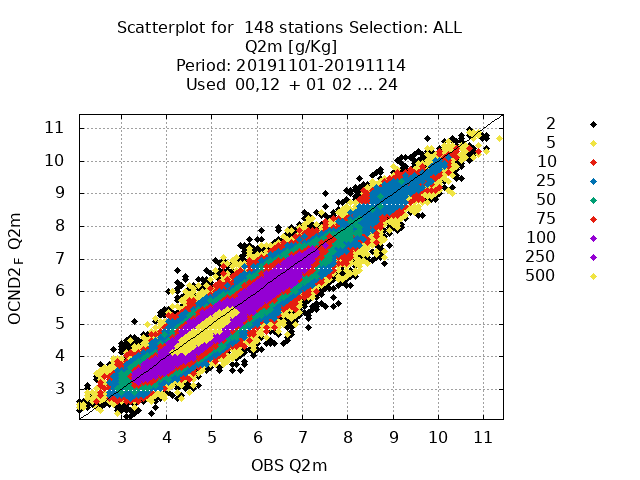 Scatterplot for  148 stations Selection: ALL
Q2m [g/Kg]
Period: 20191101-20191114
Used  00,12  + 01 02 ... 24
11
10
9
8
7
6
5
4
3
OCND2F Q2m
3 4 5 6 7 8 9 10 11
OBS Q2m
2
5
10
25
50
75
100
250
500